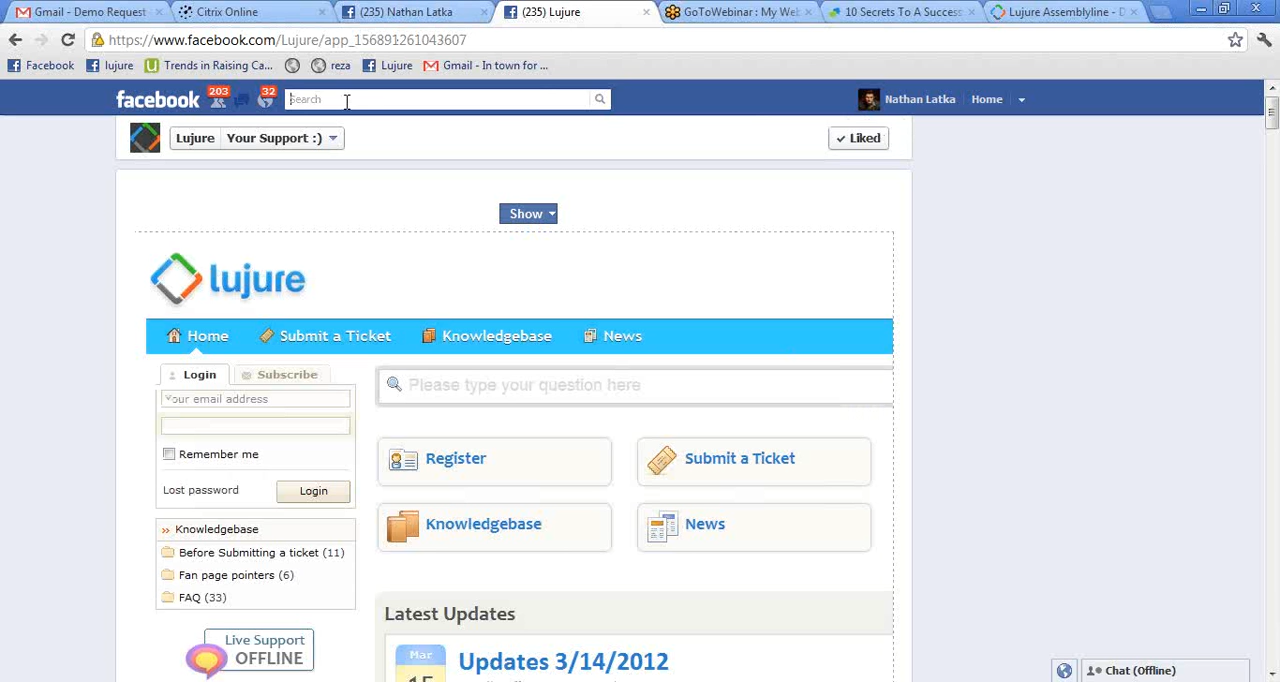 Gmail - Demo Request
Citrix Online
(235) Nathan Latka
(235) Lujure
GoToWebinar : My Web
10 Secrets To A Success
Lujure Assemblyline - D
https://www.facebook.com/Lujure/app_156891261043607
Facebook
lujure
Trends in Raising Ca...
reza
Lujure
Gmail - In town for ...
facebook
203
32
Search
Nathan Latka
Home
Lujure
Your Support :)
Liked
Show
lujure
Home
Submit a Ticket
Knowledgebase
News
Login
Subscribe
Please type your question here
Your email address
Register
Submit a Ticket
Remember me
Lost password
Login
Knowledgebase
News
Knowledgebase
Before Submitting a ticket (11)
Fan page pointers (6)
FAQ (33)
Latest Updates
Live Support
OFFLINE
Mar
15
Updates 3/14/2012
Chat (Offline)